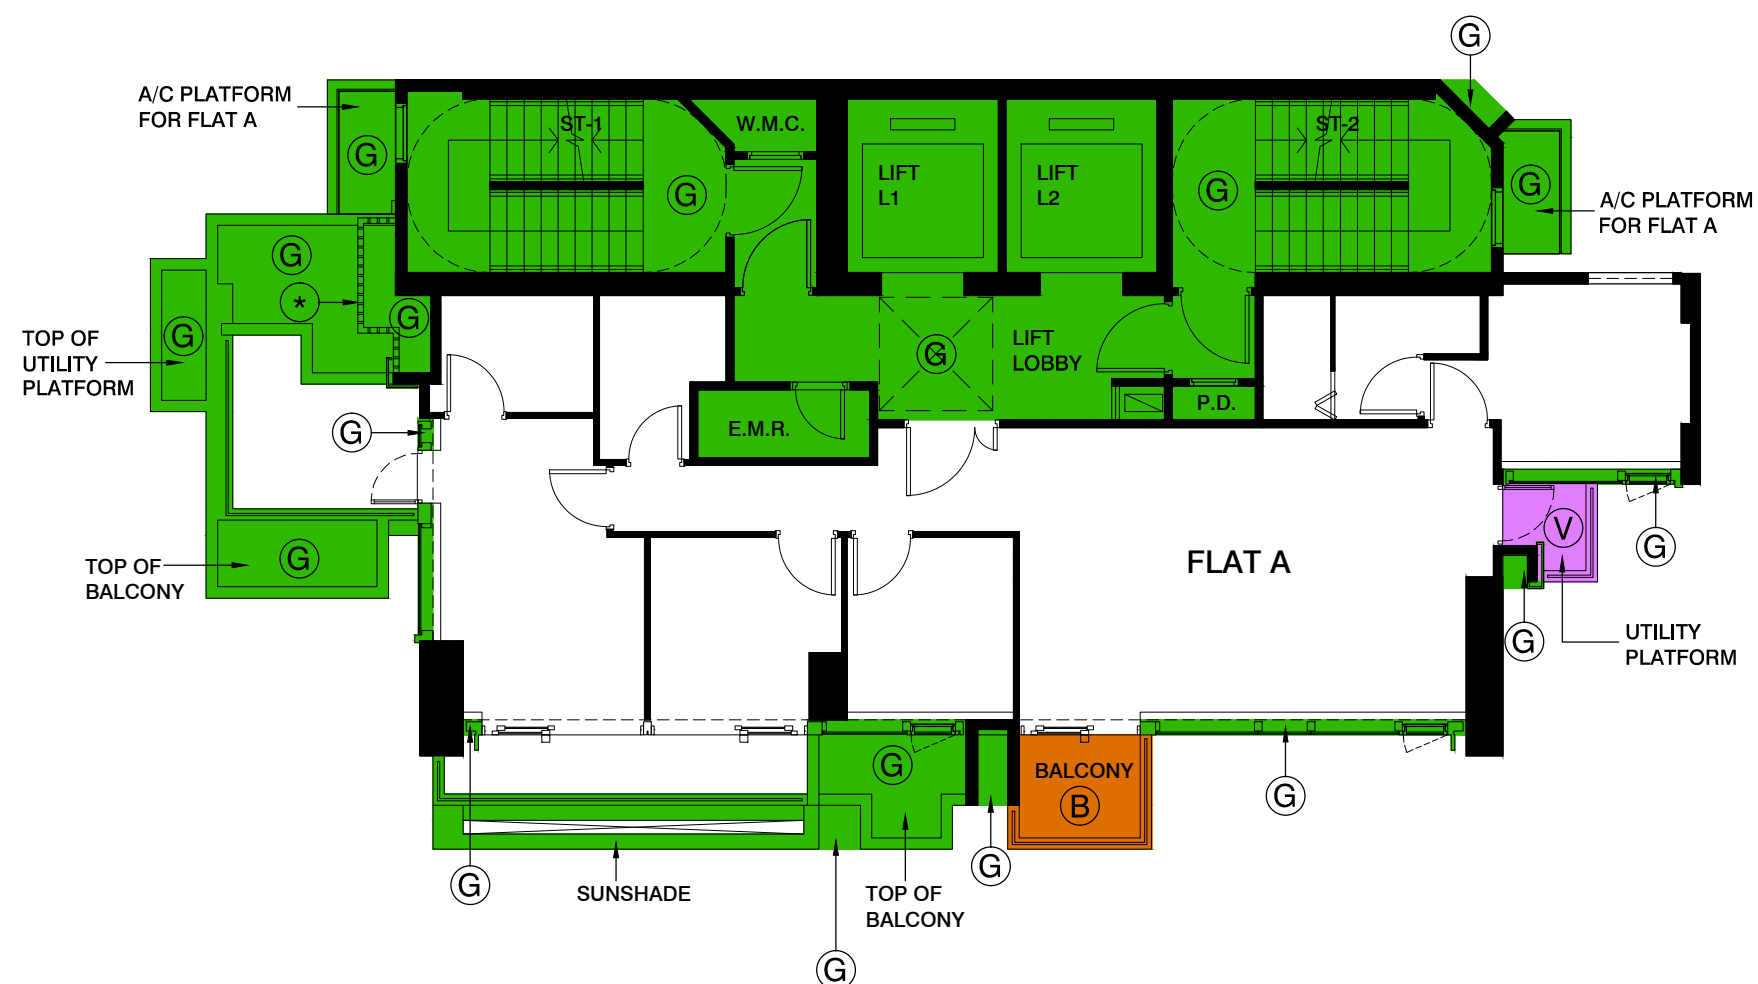 G
A/C PLATFORM
FOR FLAT A
ST-1
W.M.C.
ST-2
G
LIFT
L1
LIFT
L2
G
G
G
A/C PLATFORM
FOR FLAT A
G
*
G
G
TOP OF
UTILITY
PLATFORM
G
LIFT
LOBBY
P.D.
E.M.R.
G
V
G
TOP OF
BALCONY
G
FLAT A
G
UTILITY
PLATFORM
G
BALCONY
B
G
G
G
SUNSHADE
TOP OF
BALCONY
G